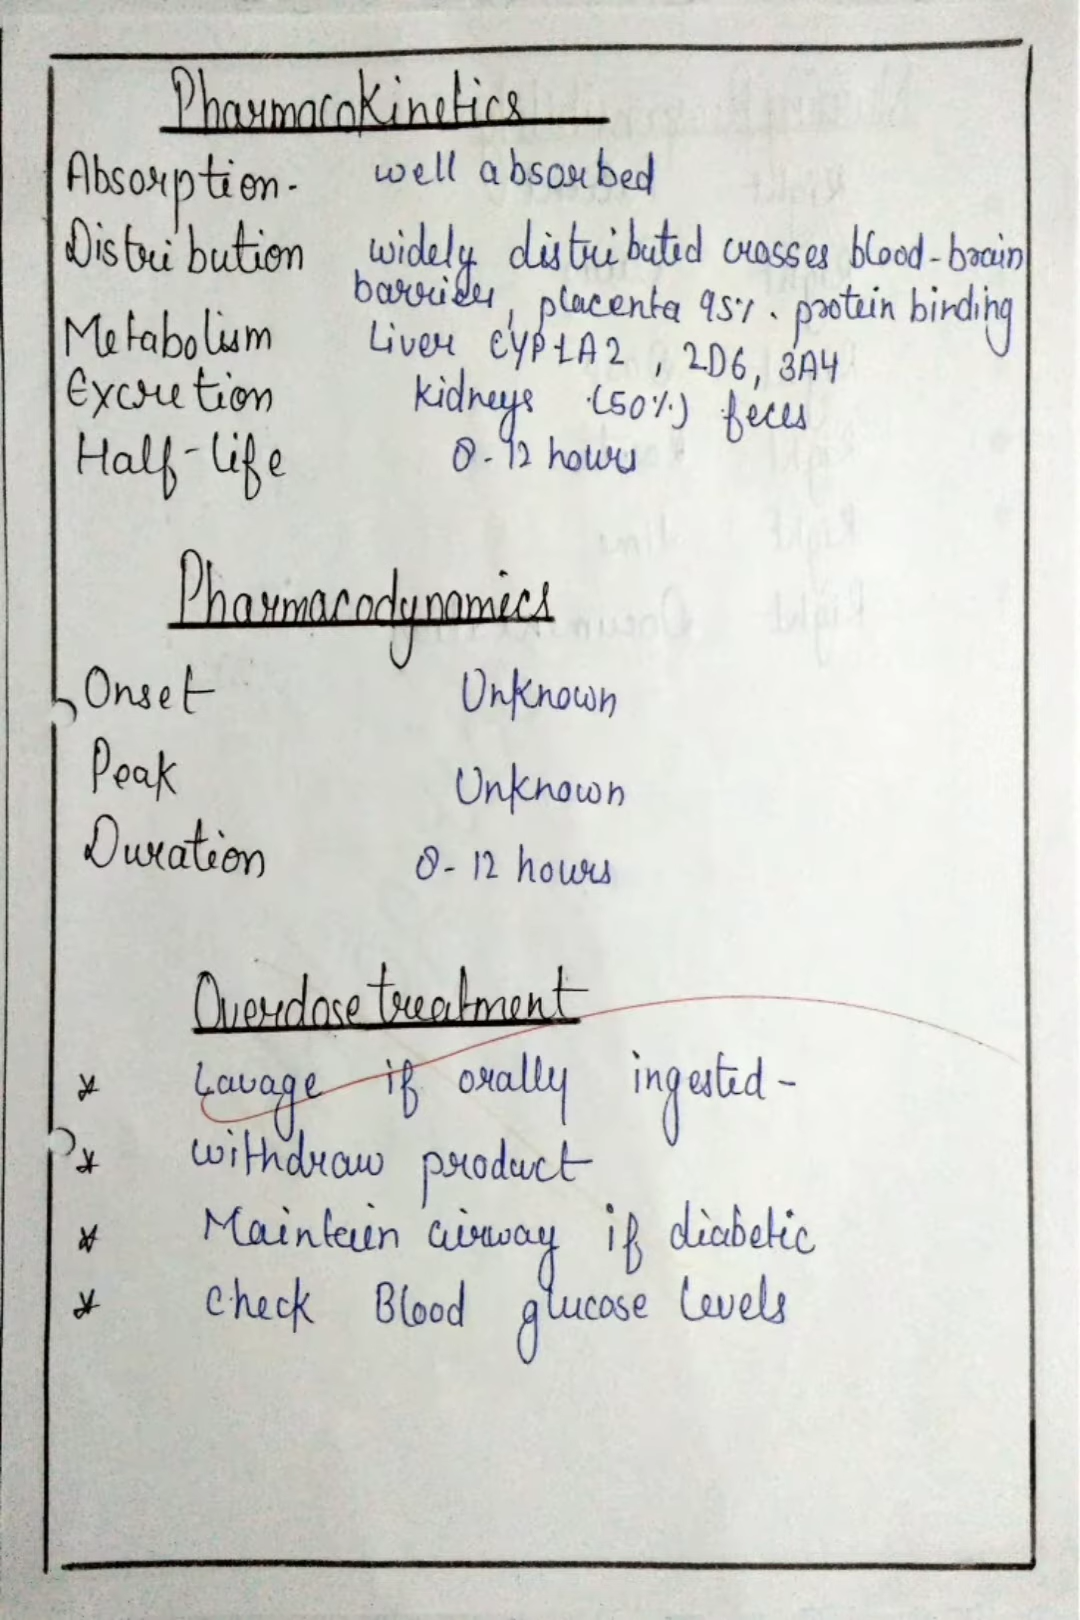 Pharmacokinetics
Absorption- well absorbed
Distribution widely distributed crosses blood-brain
barrier, placenta 95% protein binding
Metabolism Liver CYP1A2, 2D6, 3A4
Excretion kidneys (50%) feces
Half-life 8-12 hours
Pharmacodynamics
Onset Unknown
Peak Unknown
Duration 8-12 hours
Overdose treatment
* Lavage if orally ingested-
* withdraw product
* Maintain airway if diabetic
* check Blood glucose levels